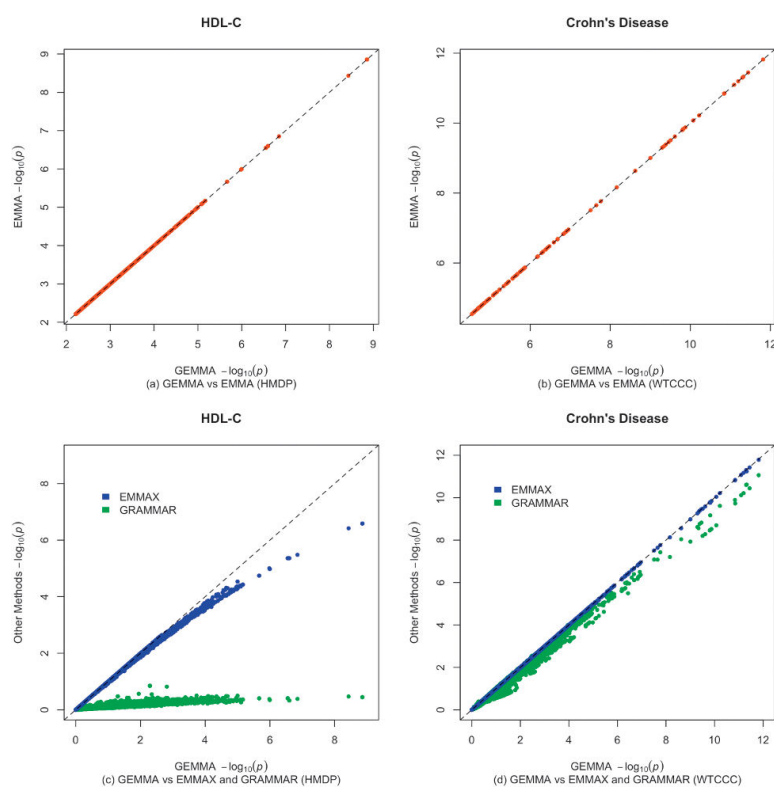 HDL-C
Crohn's Disease
EMMA −log10(p)
9
8
7
6
5
4
3
2
2 3 4 5 6 7 8 9
GEMMA −log10(p)
(a) GEMMA vs EMMA (HMDP)
EMMA −log10(p)
12
10
8
6
6 8 10 12
GEMMA −log10(p)
(b) GEMMA vs EMMA (WTCCC)
HDL-C
Crohn's Disease
Other Methods -log10(p)
8
6
4
2
0
EMMAX
GRAMMAR
0 2 4 6 8
GEMMA −log10(p)
(c) GEMMA vs EMMAX and GRAMMAR (HMDP)
Other Methods -log10(p)
12
10
8
6
4
2
0
EMMAX
GRAMMAR
0 2 4 6 8 10 12
GEMMA −log10(p)
(d) GEMMA vs EMMAX and GRAMMAR (WTCCC)